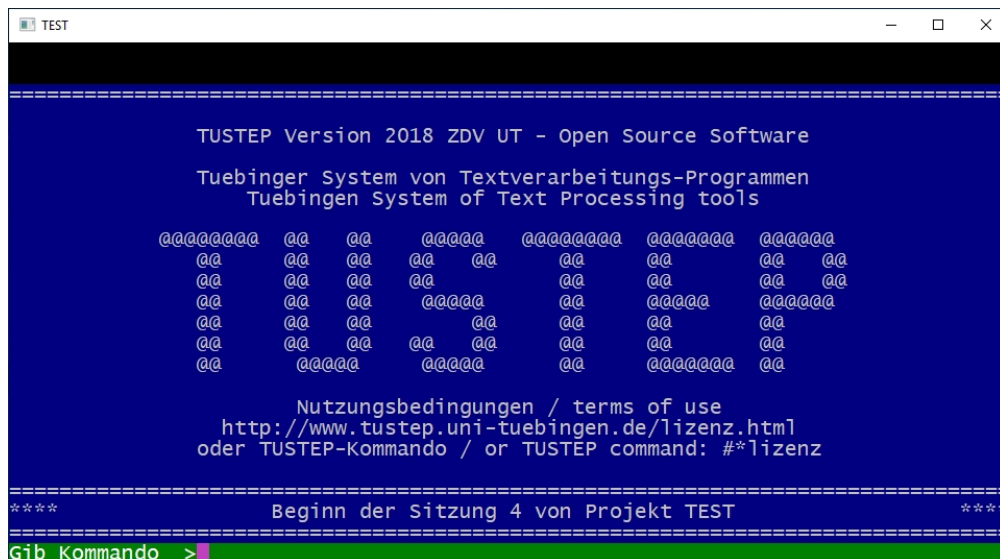 TEST
================================================================================
TUSTEP Version 2018 ZDV UT - Open Source Software
Tuebinger System von Textverarbeitungs-Programmen
Tuebingen System of Text Processing tools
@@@@@@@@  @@   @@    @@@@@   @@@@@@@@  @@@@@@@  @@@@@@
   @@     @@   @@   @@   @@     @@     @@       @@   @@
   @@     @@   @@   @@          @@     @@       @@   @@
   @@     @@   @@    @@@@@      @@     @@@@@    @@@@@@
   @@     @@   @@        @@     @@     @@       @@
   @@     @@   @@   @@   @@     @@     @@       @@
   @@      @@@@@     @@@@@      @@     @@@@@@@  @@
Nutzungsbedingungen / terms of use
http://www.tustep.uni-tuebingen.de/lizenz.html
oder TUSTEP-Kommando / or TUSTEP command: #*lizenz
================================================================================
**** Beginn der Sitzung 4 von Projekt TEST ****
================================================================================
Gib Kommando >